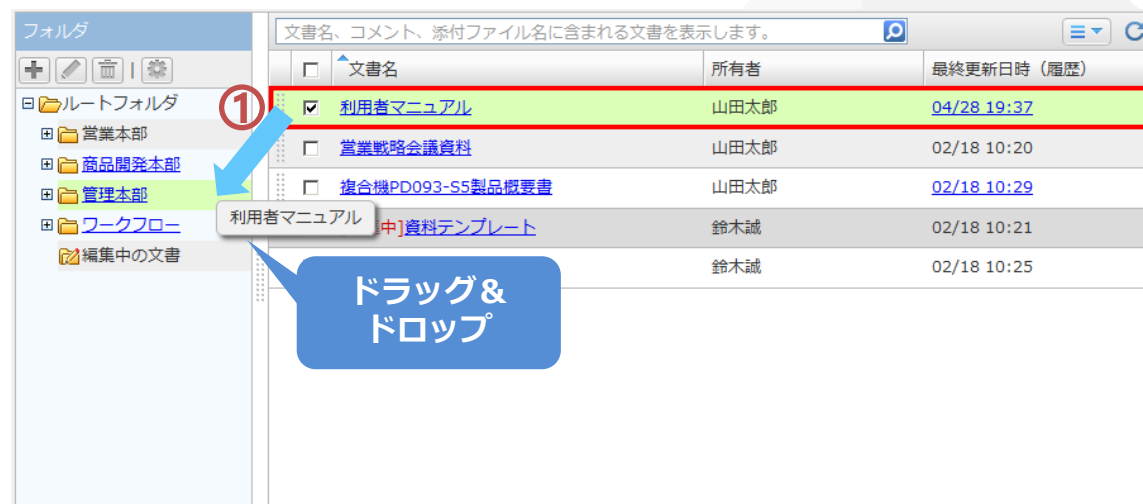 フォルダ
文書名、コメント、添付ファイル名に含まれる文書を表示します。
文書名 所有者 最終更新日時（履歴）
ルートフォルダ
営業本部
商品開発本部
管理本部
ワークフロー
編集中の文書
①
利用者マニュアル 山田太郎 04/28 19:37
営業戦略会議資料 山田太郎 02/18 10:20
複合機PD093-S5製品概要書 山田太郎 02/18 10:29
中]資料テンプレート 鈴木誠 02/18 10:21
鈴木誠 02/18 10:25
利用者マニュアル
ドラッグ＆
ドロップ